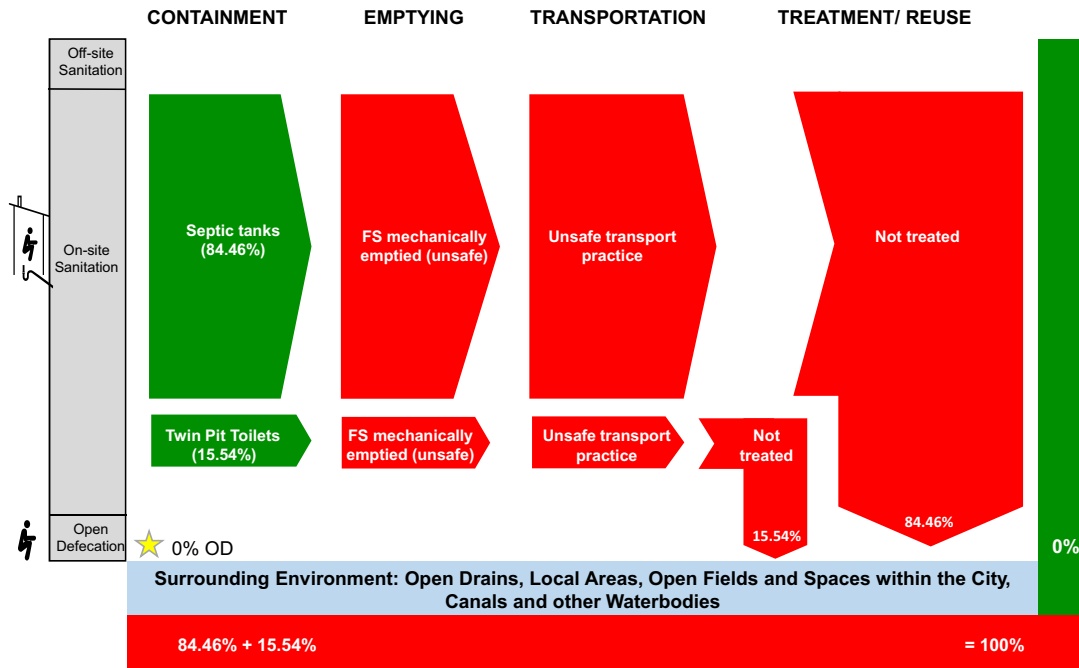 CONTAINMENT EMPTYING TRANSPORTATION TREATMENT/ REUSE
Off-site
Sanitation
On-site
Sanitation
Open
Defecation
Septic tanks
(84.46%)
FS mechanically
emptied (unsafe)
Unsafe transport
practice
Not treated
Twin Pit Toilets
(15.54%)
FS mechanically
emptied (unsafe)
Unsafe transport
practice
Not
treated
15.54%
84.46%
0% OD
0%
Surrounding Environment: Open Drains, Local Areas, Open Fields and Spaces within the City,
Canals and other Waterbodies
84.46% + 15.54% = 100%